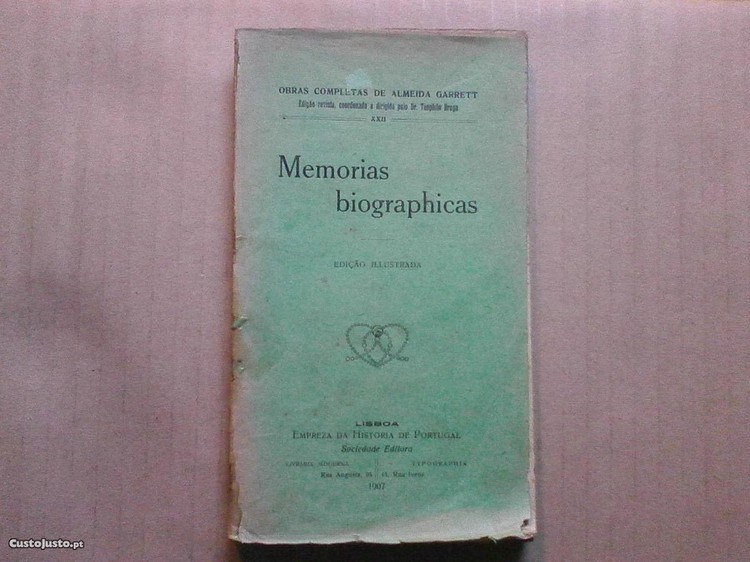 OBRAS COMPLETAS DE ALMEIDA GARRETT
Edição revista, coordenada e dirigida pelo Dr. Theophilo Braga
XXII
Memorias
biographicas
EDIÇÃO ILLUSTRADA
LISBOA
EMPREZA DA HISTORIA DE PORTUGAL
Sociedade Editora
LIVRARIA MODERNA TYPOGRAPHIA
Rua Augusta, 95 Rua Ivens
1907
CustoJusto.pt